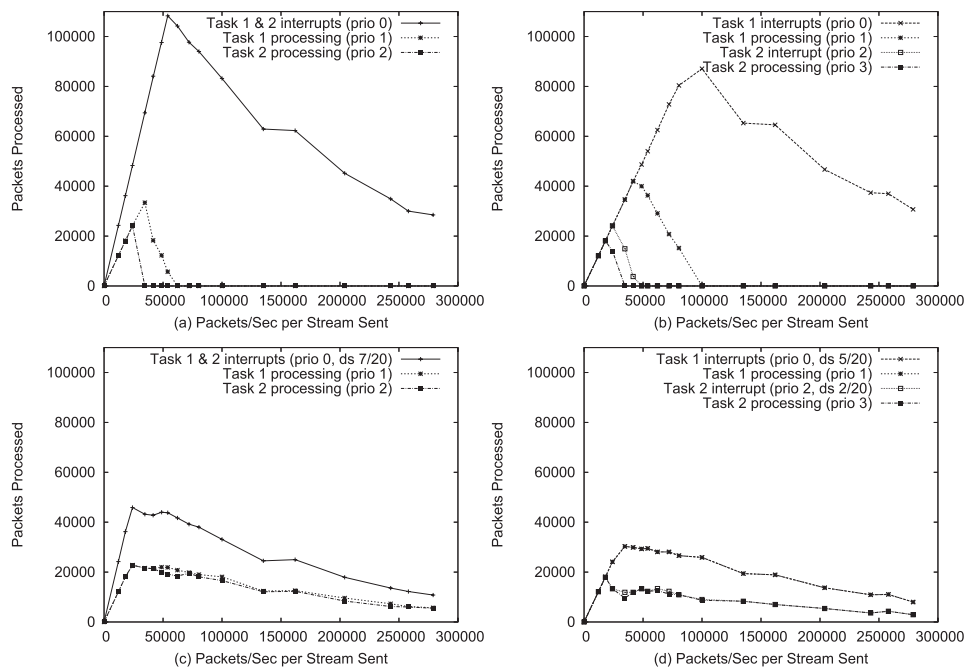 Task 1 & 2 interrupts (prio 0)
Task 1 processing (prio 1)
Task 2 processing (prio 2)
100000
80000
60000
40000
20000
0
Packets Processed
0 50000 100000 150000 200000 250000 300000
(a) Packets/Sec per Stream Sent
Task 1 interrupts (prio 0)
Task 1 processing (prio 1)
Task 2 interrupt (prio 2)
Task 2 processing (prio 3)
100000
80000
60000
40000
20000
0
Packets Processed
0 50000 100000 150000 200000 250000 300000
(b) Packets/Sec per Stream Sent
Task 1 & 2 interrupts (prio 0, ds 7/20)
Task 1 processing (prio 1)
Task 2 processing (prio 2)
100000
80000
60000
40000
20000
0
Packets Processed
0 50000 100000 150000 200000 250000 300000
(c) Packets/Sec per Stream Sent
Task 1 interrupts (prio 0, ds 5/20)
Task 1 processing (prio 1)
Task 2 interrupt (prio 2, ds 2/20)
Task 2 processing (prio 3)
100000
80000
60000
40000
20000
0
Packets Processed
0 50000 100000 150000 200000 250000 300000
(d) Packets/Sec per Stream Sent